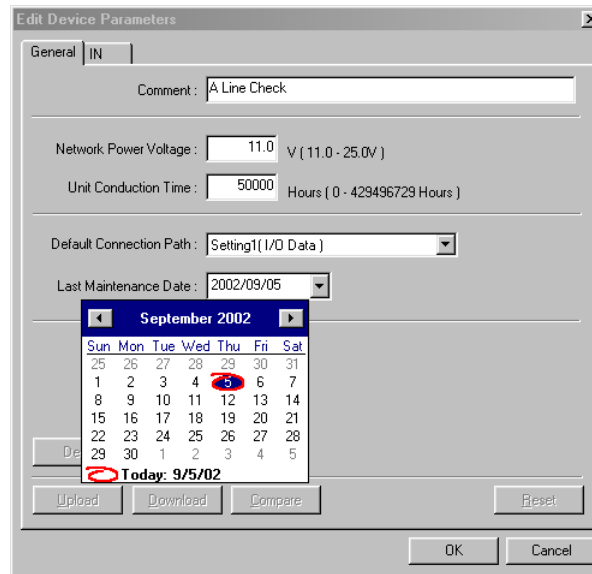 Edit Device Parameters
General IN
Comment : A Line Check
Network Power Voltage : 11.0 V ( 11.0 - 25.0V )
Unit Conduction Time : 50000 Hours ( 0 - 429496729 Hours )
Default Connection Path : Setting1( I/O Data )
Last Maintenance Date : 2002/09/05
September 2002
Sun Mon Tue Wed Thu Fri Sat
25 26 27 28 29 30 31
1 2 3 4 5 6 7
8 9 10 11 12 13 14
15 16 17 18 19 20 21
22 23 24 25 26 27 28
29 30 1 2 3 4 5
Today: 9/5/02
Upload Download Compare Reset
OK Cancel